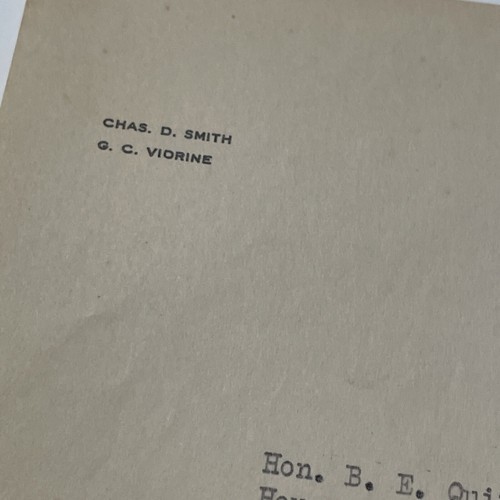 CHAS. D. SMITH
G. C. VIORINE
Hon. B. E.